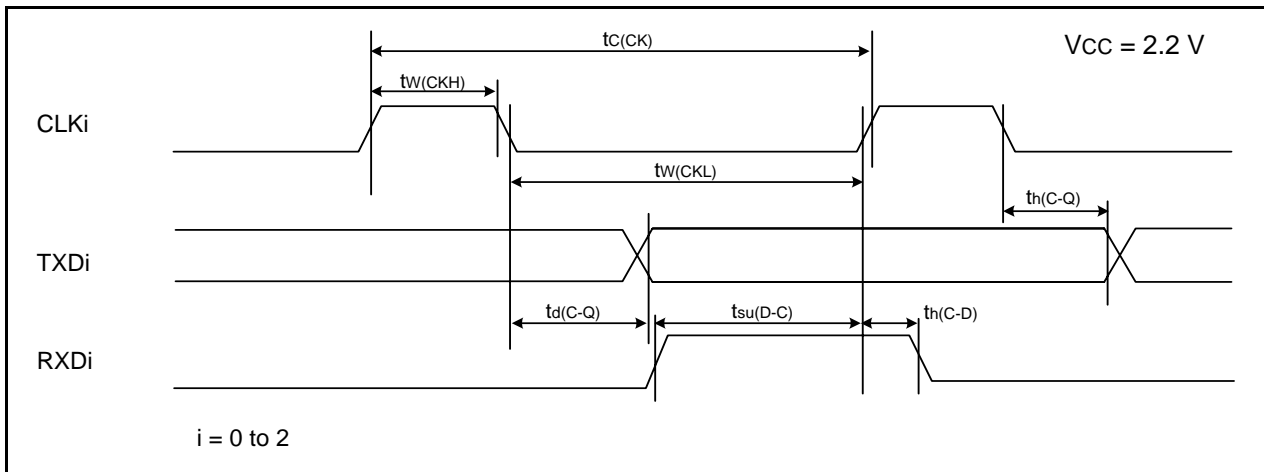 tC(CK)
VCC = 2.2 V
tW(CKH)
CLKi
tW(CKL)
th(C-Q)
TXDi
td(C-Q)
tsu(D-C)
th(C-D)
RXDi
i = 0 to 2